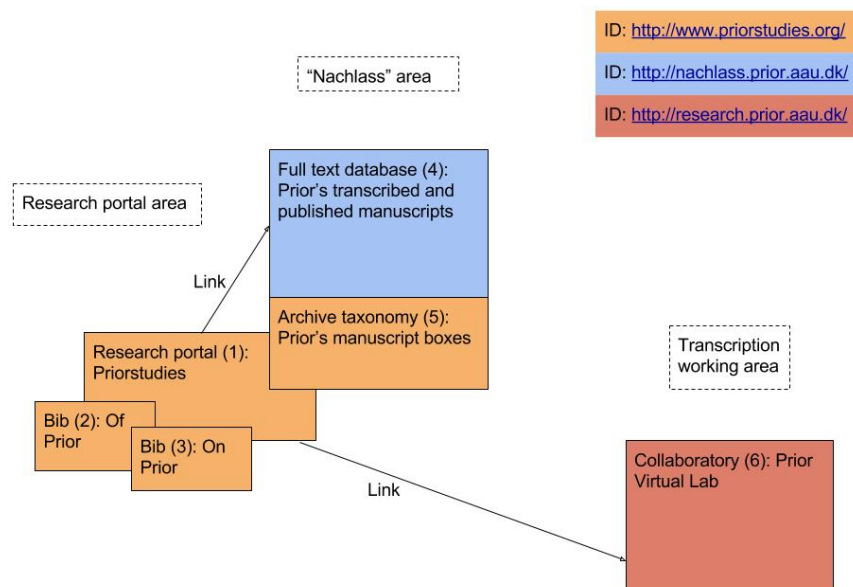 ID: http://www.priorstudies.org/
ID: http://nachlass.prior.aau.dk/
ID: http://research.prior.aau.dk/
“Nachlass” area
Full text database (4):
Prior’s transcribed and
published manuscripts
Research portal area
Link
Archive taxonomy (5):
Prior’s manuscript boxes
Research portal (1):
Priorstudies
Transcription
working area
Bib (2): Of
Prior
Bib (3): On
Prior
Link
Collaboratory (6): Prior
Virtual Lab